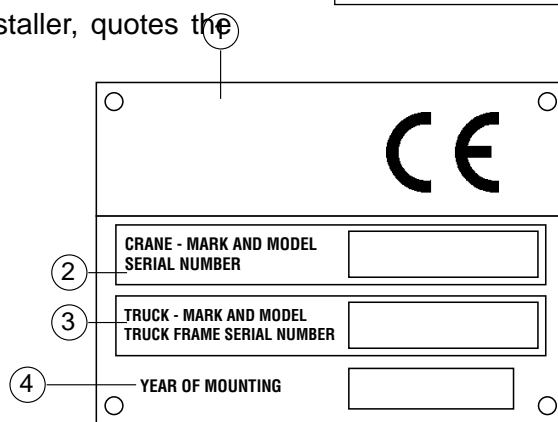 staller, quotes the
1
CE
CRANE - MARK AND MODEL
SERIAL NUMBER
2
TRUCK - MARK AND MODEL
TRUCK FRAME SERIAL NUMBER
3
4
YEAR OF MOUNTING